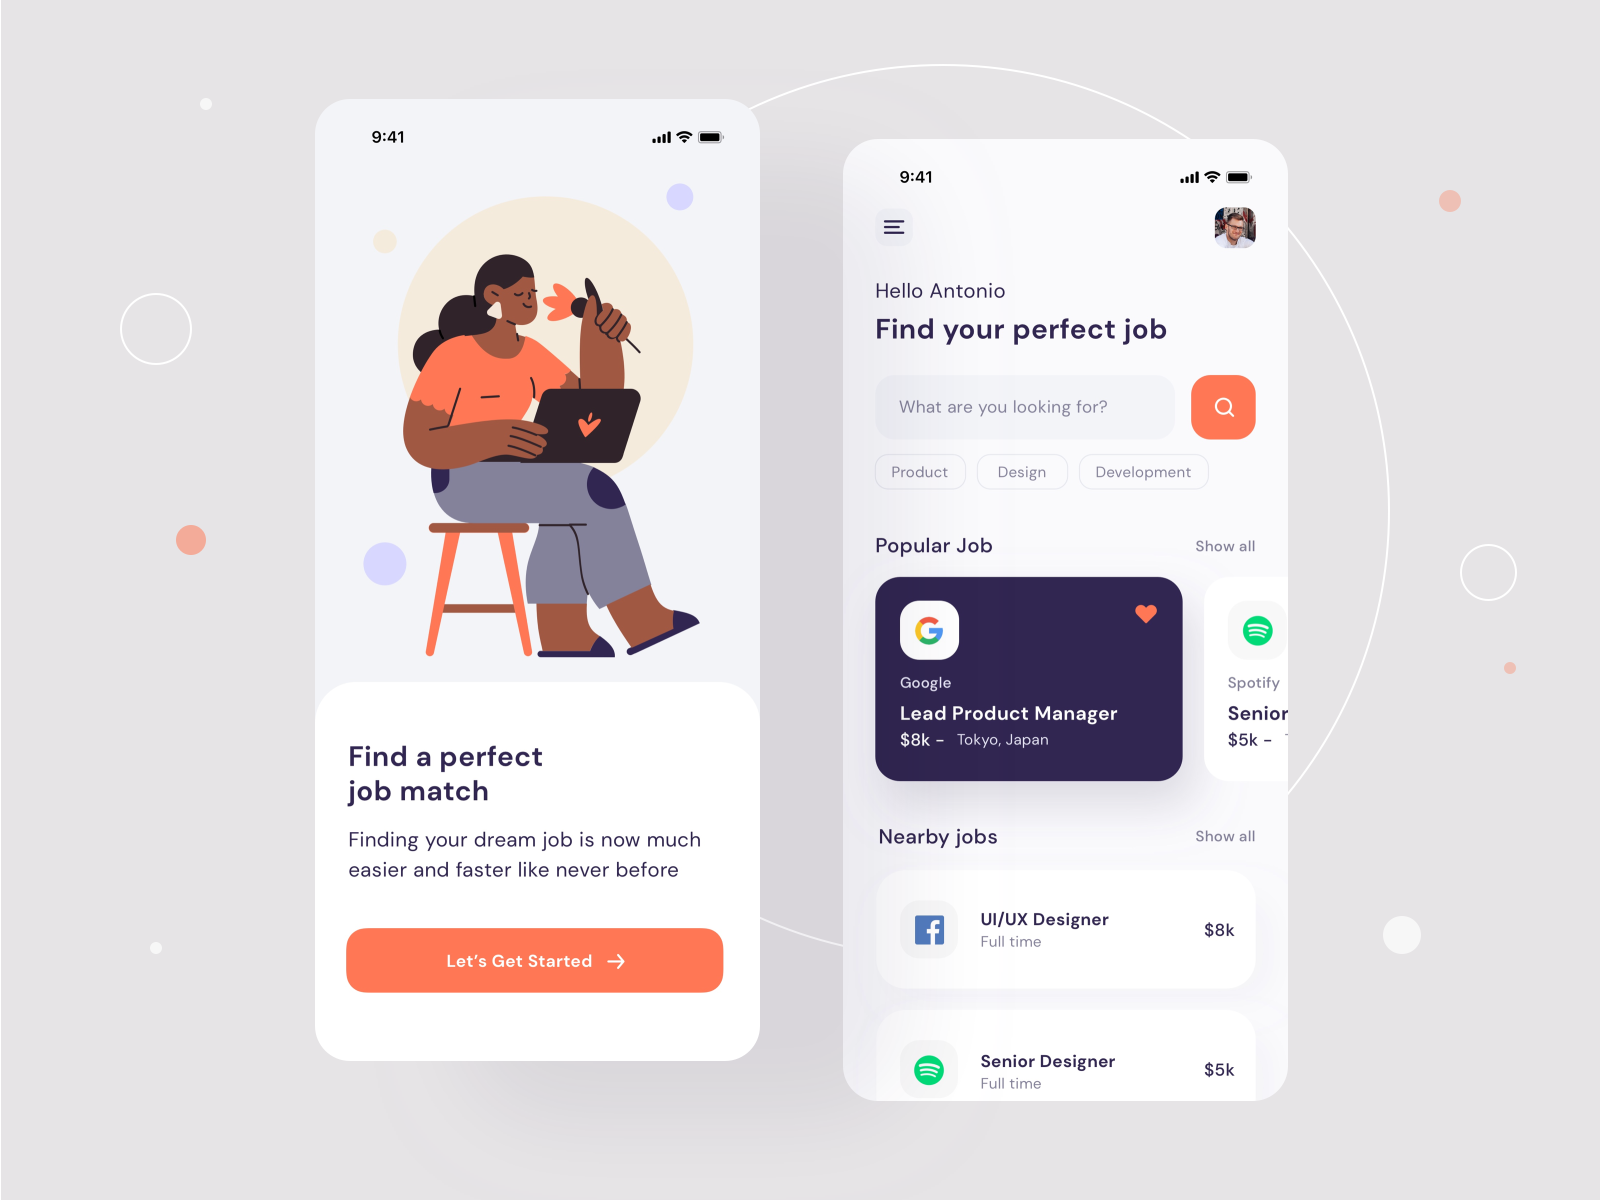 9:41
Find a perfect
job match
Finding your dream job is now much
easier and faster like never before
Let's Get Started
9:41
Hello Antonio
Find your perfect job
What are you looking for?
Product Design Development
Popular Job Show all
Google
Lead Product Manager
$8k - Tokyo, Japan
Spotify
Senior
$5k -
Nearby jobs Show all
UI/UX Designer
Full time
$8k
Senior Designer
Full time
$5k